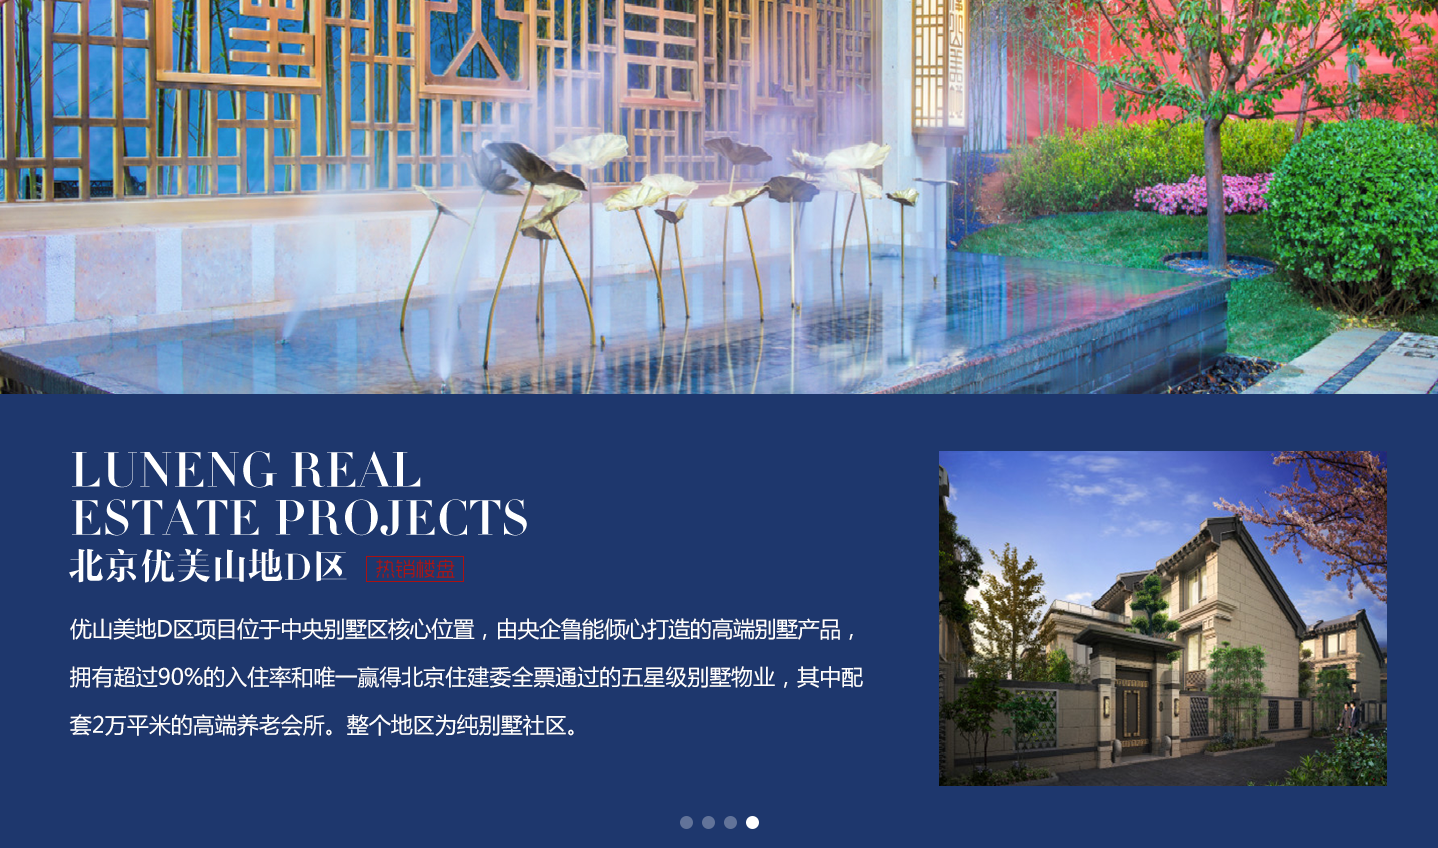 LUNENG REAL
ESTATE PROJECTS
北京优美山地D区 热销楼盘
优山美地D区项目位于中央别墅区核心位置，由央企鲁能倾心打造的高端别墅产品，
拥有超过90%的入住率和唯一赢得北京住建委全票通过的五星级别墅物业，其中配
套2万平米的高端养老会所。整个地区为纯别墅社区。